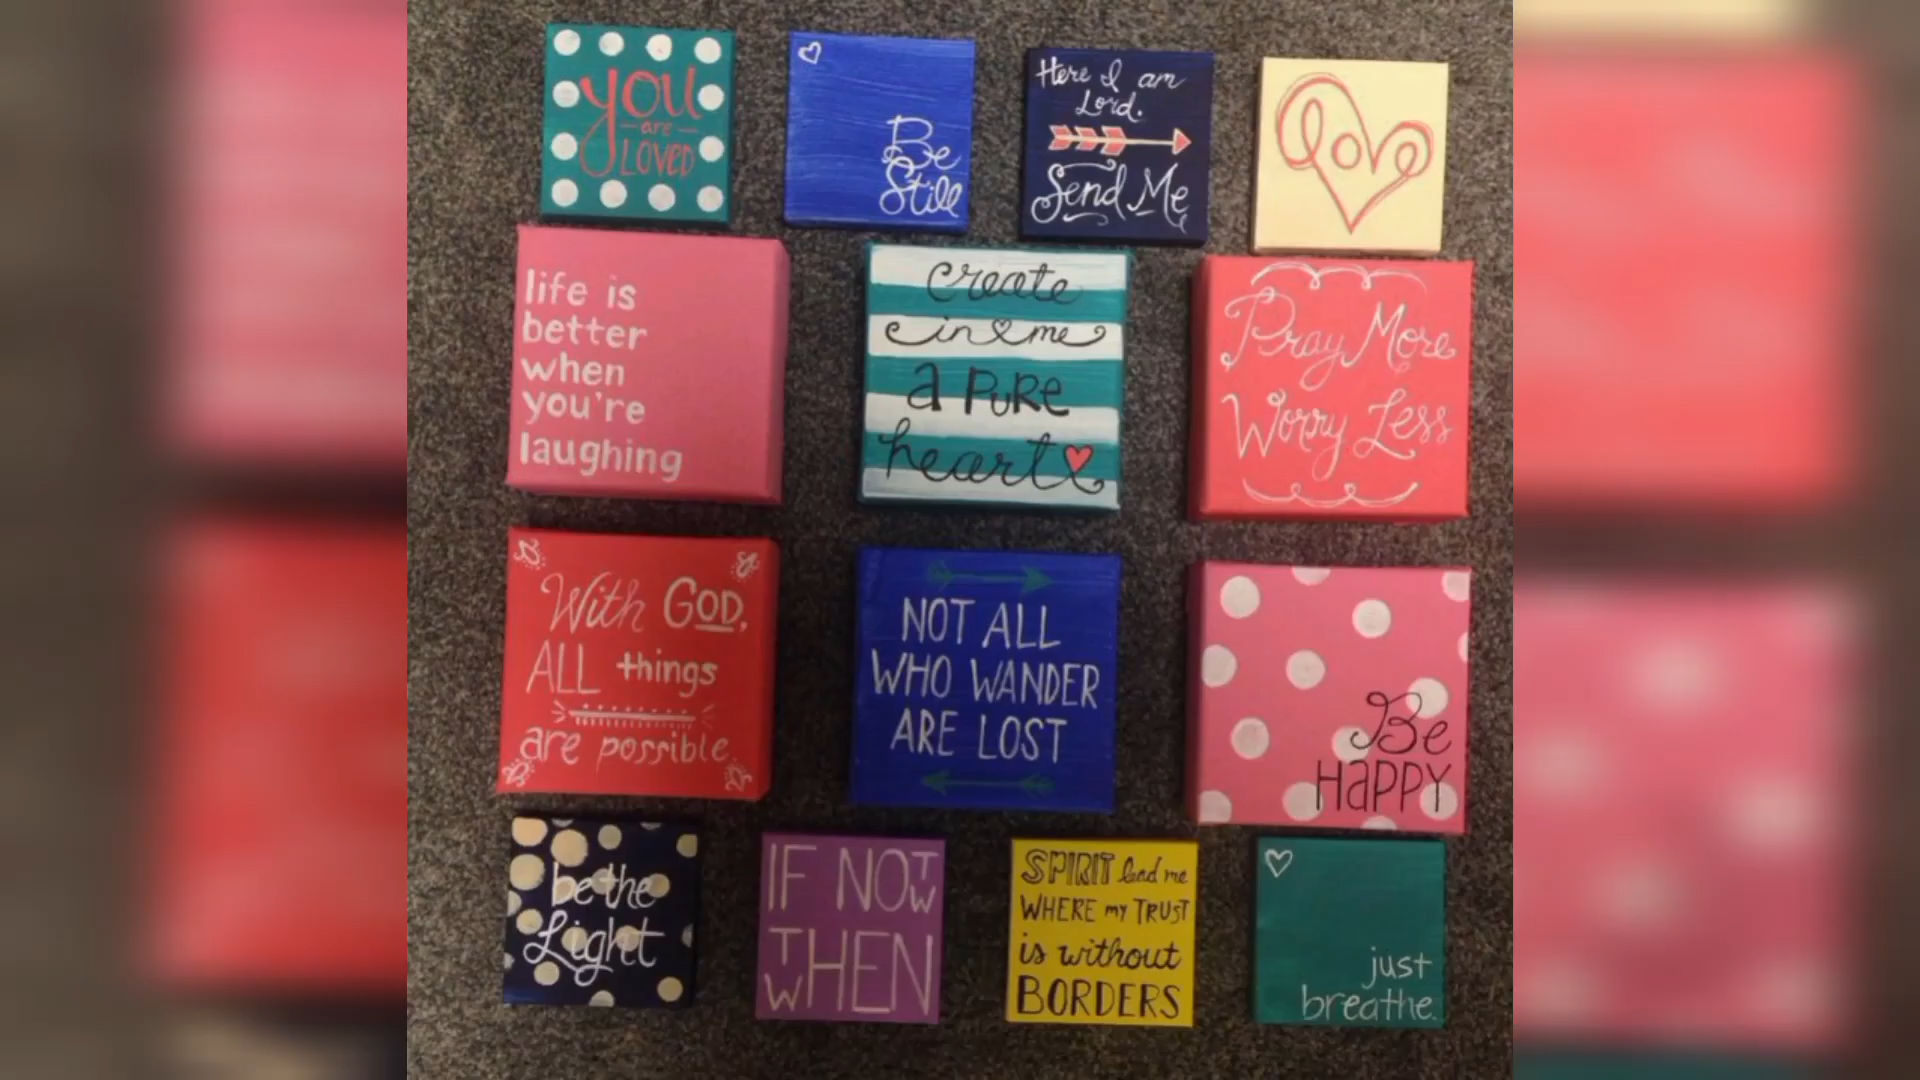 you
are
LOVED
Be
Still
Here I am
Lord.
Send Me
love
life is
better
when
you're
laughing
create
in me
a PURE
heart
Pray More
Worry Less
With GOD,
ALL things
are possible
NOT ALL
WHO WANDER
ARE LOST
Be
HAPPY
be the
Light
IF NOT NOW
THEN WHEN
SPIRIT lead me
WHERE my TRUST
is without
BORDERS
just
breathe.